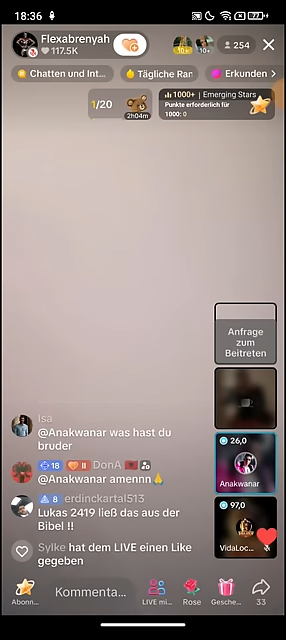 18:36
77
Flexabrenyah
117.5K
10+
10+
254
Chatten und Int...
Tägliche Ran
Erkunden
1/20
2h04m
1000+ | Emerging Stars
Punkte erforderlich für
1000: 0
Anfrage
zum
Beitreten
Isa
@Anakwanar was hast du
bruder
26,0
Anakwanar
18 II DonA
@Anakwanar amennn🙏
8 erdinckartal513
Lukas 2419 ließ das aus der
Bibel !!
97,0
VidaLoc...
Sylke hat dem LIVE einen Like
gegeben
Abonn...
Kommenta...
LIVE mi...
Rose
Gesche...
33